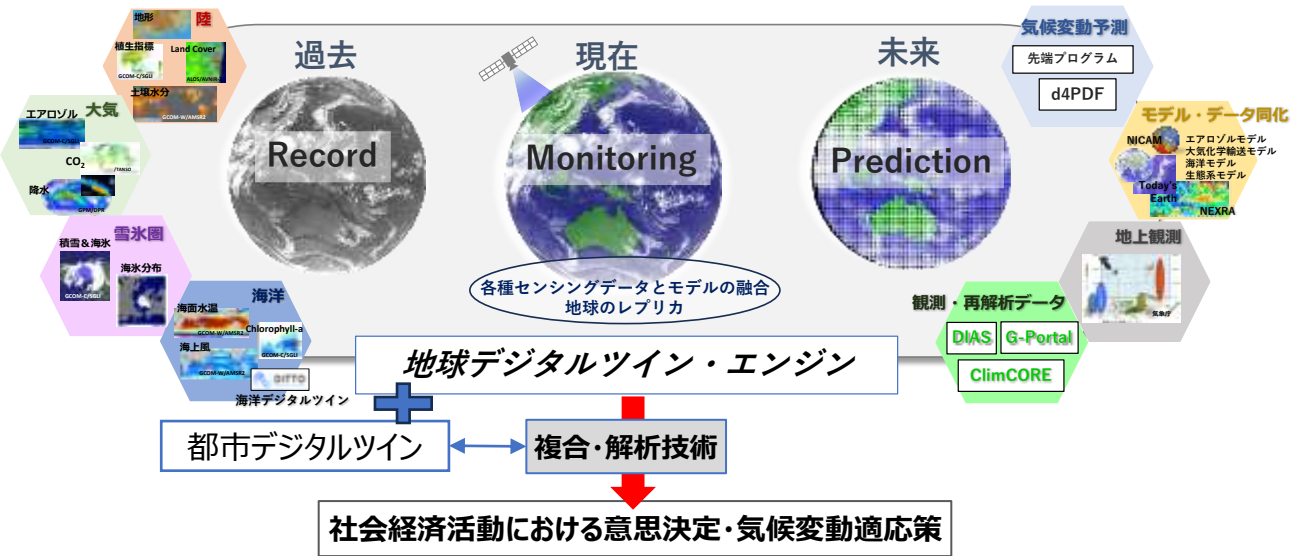 地形
陸
植生指標
Land Cover
GCOM-C/SGLI
ALOS/AVNIR-2
土壌水分
GCOM-W/AMSR2
大気
エアロゾル
GCOM-C/SGLI
CO2
/TANSO
降水
GPM/DPR
雪氷圏
積雪&海氷
GCOM-C/SGLI
海氷分布
海洋
海面水温
GCOM-W/AMSR2
Chlorophyll-a
海上風
GCOM-C/SGLI
GCOM-W/AMSR2
海洋デジタルツイン
過去
現在
未来
Record
Monitoring
Prediction
各種センシングデータとモデルの融合
地球のレプリカ
気候変動予測
先端プログラム
d4PDF
モデル・データ同化
NICAM
エアロゾルモデル
大気化学輸送モデル
海洋モデル
生態系モデル
Today's
Earth
NEXRA
地上観測
気象庁
観測・再解析データ
DIAS
G-Portal
ClimCORE
地球デジタルツイン・エンジン
都市デジタルツイン
複合・解析技術
社会経済活動における意思決定・気候変動適応策